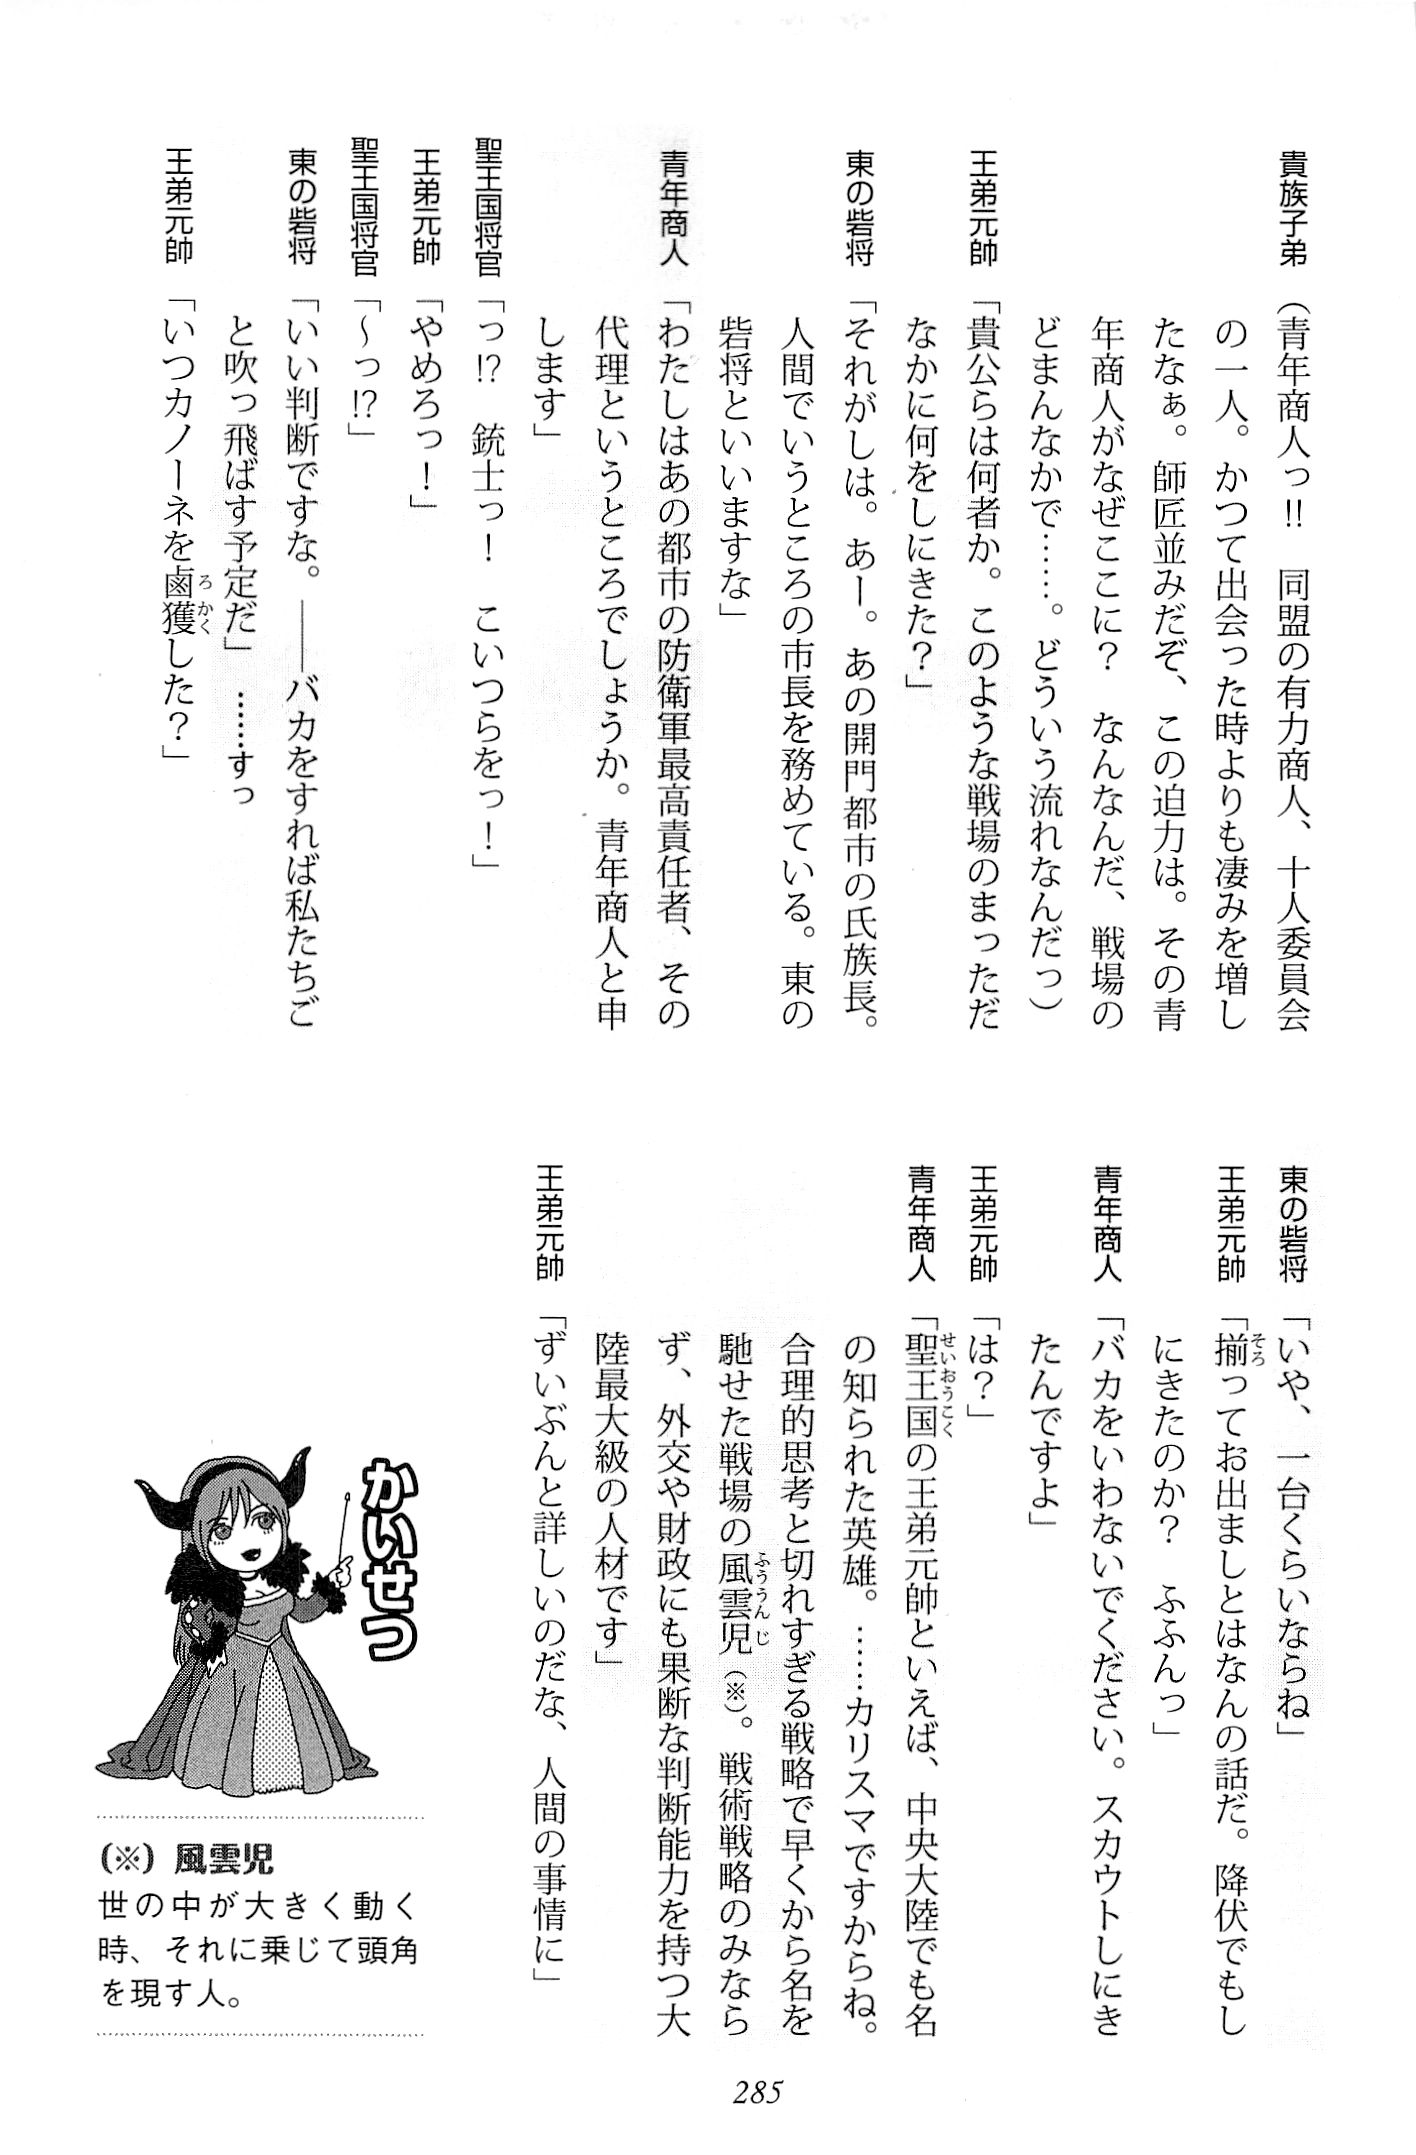 貴族子弟（青年商人っ!!　同盟の有力商人、十人委員会
の一人。かつて出会った時よりも凄みを増し
たなぁ。師匠並みだぞ、この迫力は。その青
年商人がなぜここに？　なんなんだ、戦場の
どまんなかで……。どういう流れなんだっ）
王弟元帥「貴公らは何者か。このような戦場のまっただ
なかに何をしにきた？」
東の砦将「それがしは。あー。あの開門都市の氏族長。
人間でいうところの市長を務めている。東の
砦将といいますな」
青年商人「わたしはあの都市の防衛軍最高責任者、その
代理というところでしょうか。青年商人と申
します」
聖王国将官「っ!?　銃士っ！　こいつらをっ！」
王弟元帥「やめろっ！」
聖王国将官「～っ!?」
東の砦将「いい判断ですな。――バカをすれば私たちご
と吹っ飛ばす予定だ」　……すっ
王弟元帥「いつカノーネを鹵獲した？」
東の砦将「いや、一台くらいならね」
王弟元帥「揃ってお出ましとはなんの話だ。降伏でもし
にきたのか？　ふふんっ」
青年商人「バカをいわないでください。スカウトしにき
たんですよ」
王弟元帥「は？」
青年商人「聖王国の王弟元帥といえば、中央大陸でも名
の知られた英雄。……カリスマですからね。
合理的思考と切れすぎる戦略で早くから名を
馳せた戦場の風雲児（※）。戦術戦略のみなら
ず、外交や財政にも果断な判断能力を持つ大
陸最大級の人材です」
王弟元帥「ずいぶんと詳しいのだな、人間の事情に」
かいせつ
（※）風雲児
世の中が大きく動く
時、それに乗じて頭角
を現す人。
285